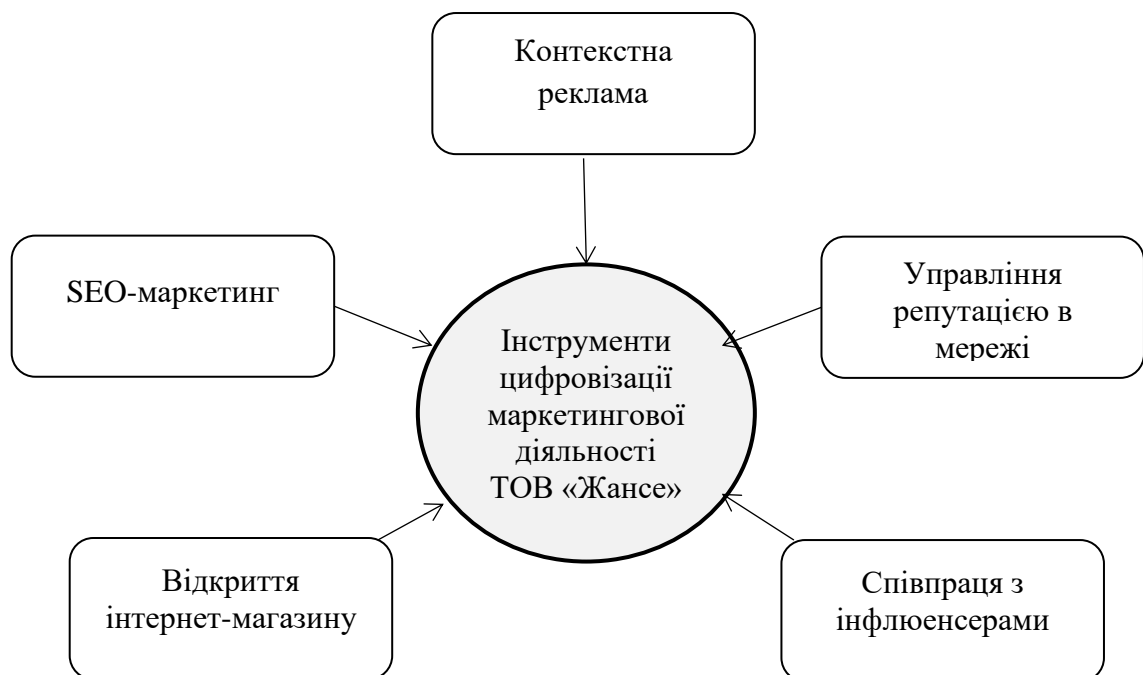 Контекстна
реклама
SEO-маркетинг
Управління
репутацією в
мережі
Інструменти
цифровізації
маркетингової
діяльності
ТОВ «Жансе»
Відкриття
інтернет-магазину
Співпраця з
інфлюенсерами